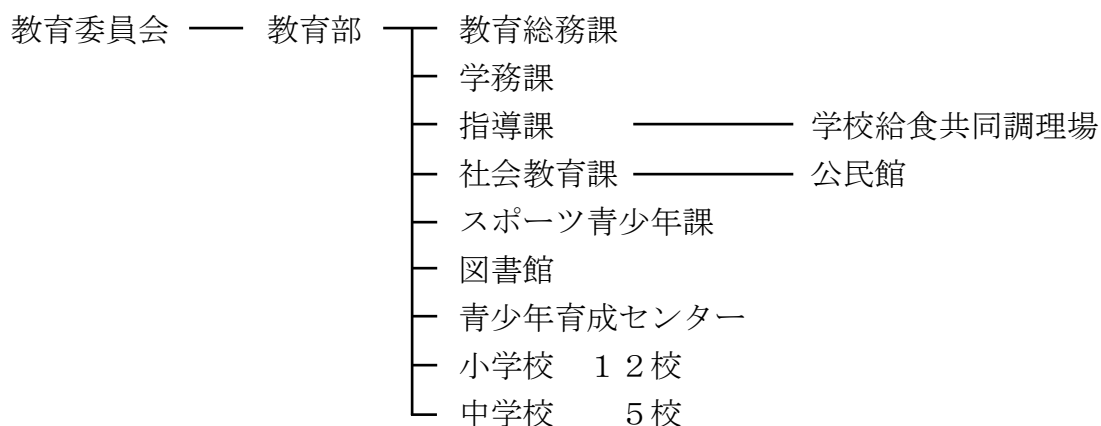 教育委員会 教育部 教育総務課
学務課
指導課 学校給食共同調理場
社会教育課 公民館
スポーツ青少年課
図書館
青少年育成センター
小学校 １２校
中学校 ５校